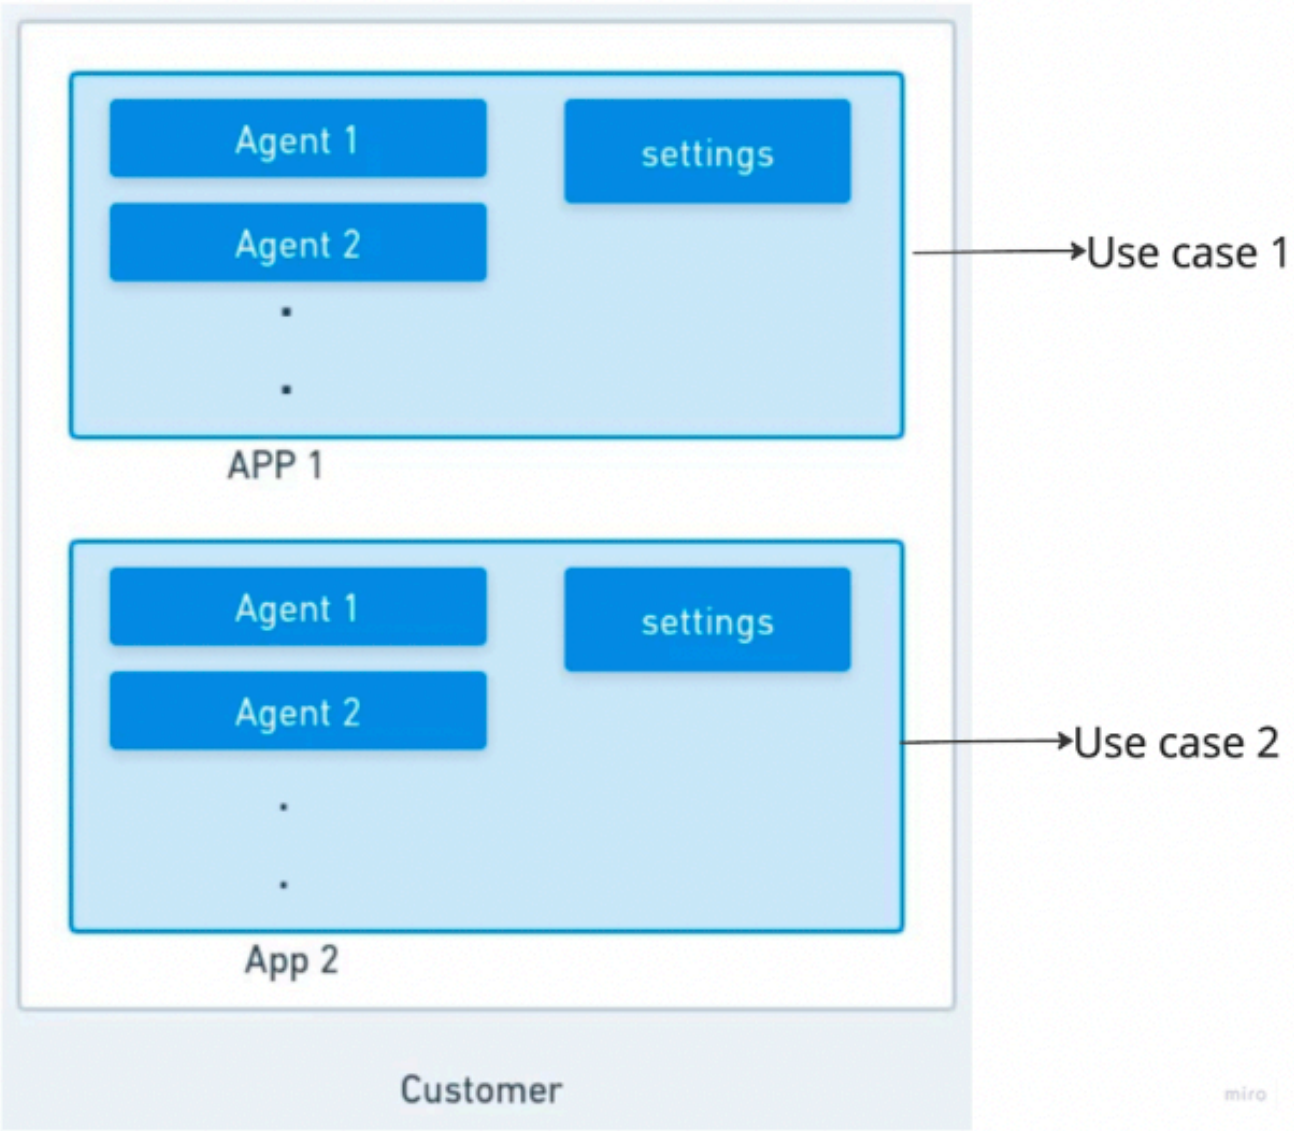 Agent 1
settings
Agent 2
Use case 1
APP 1
Agent 1
settings
Agent 2
Use case 2
App 2
Customer
miro